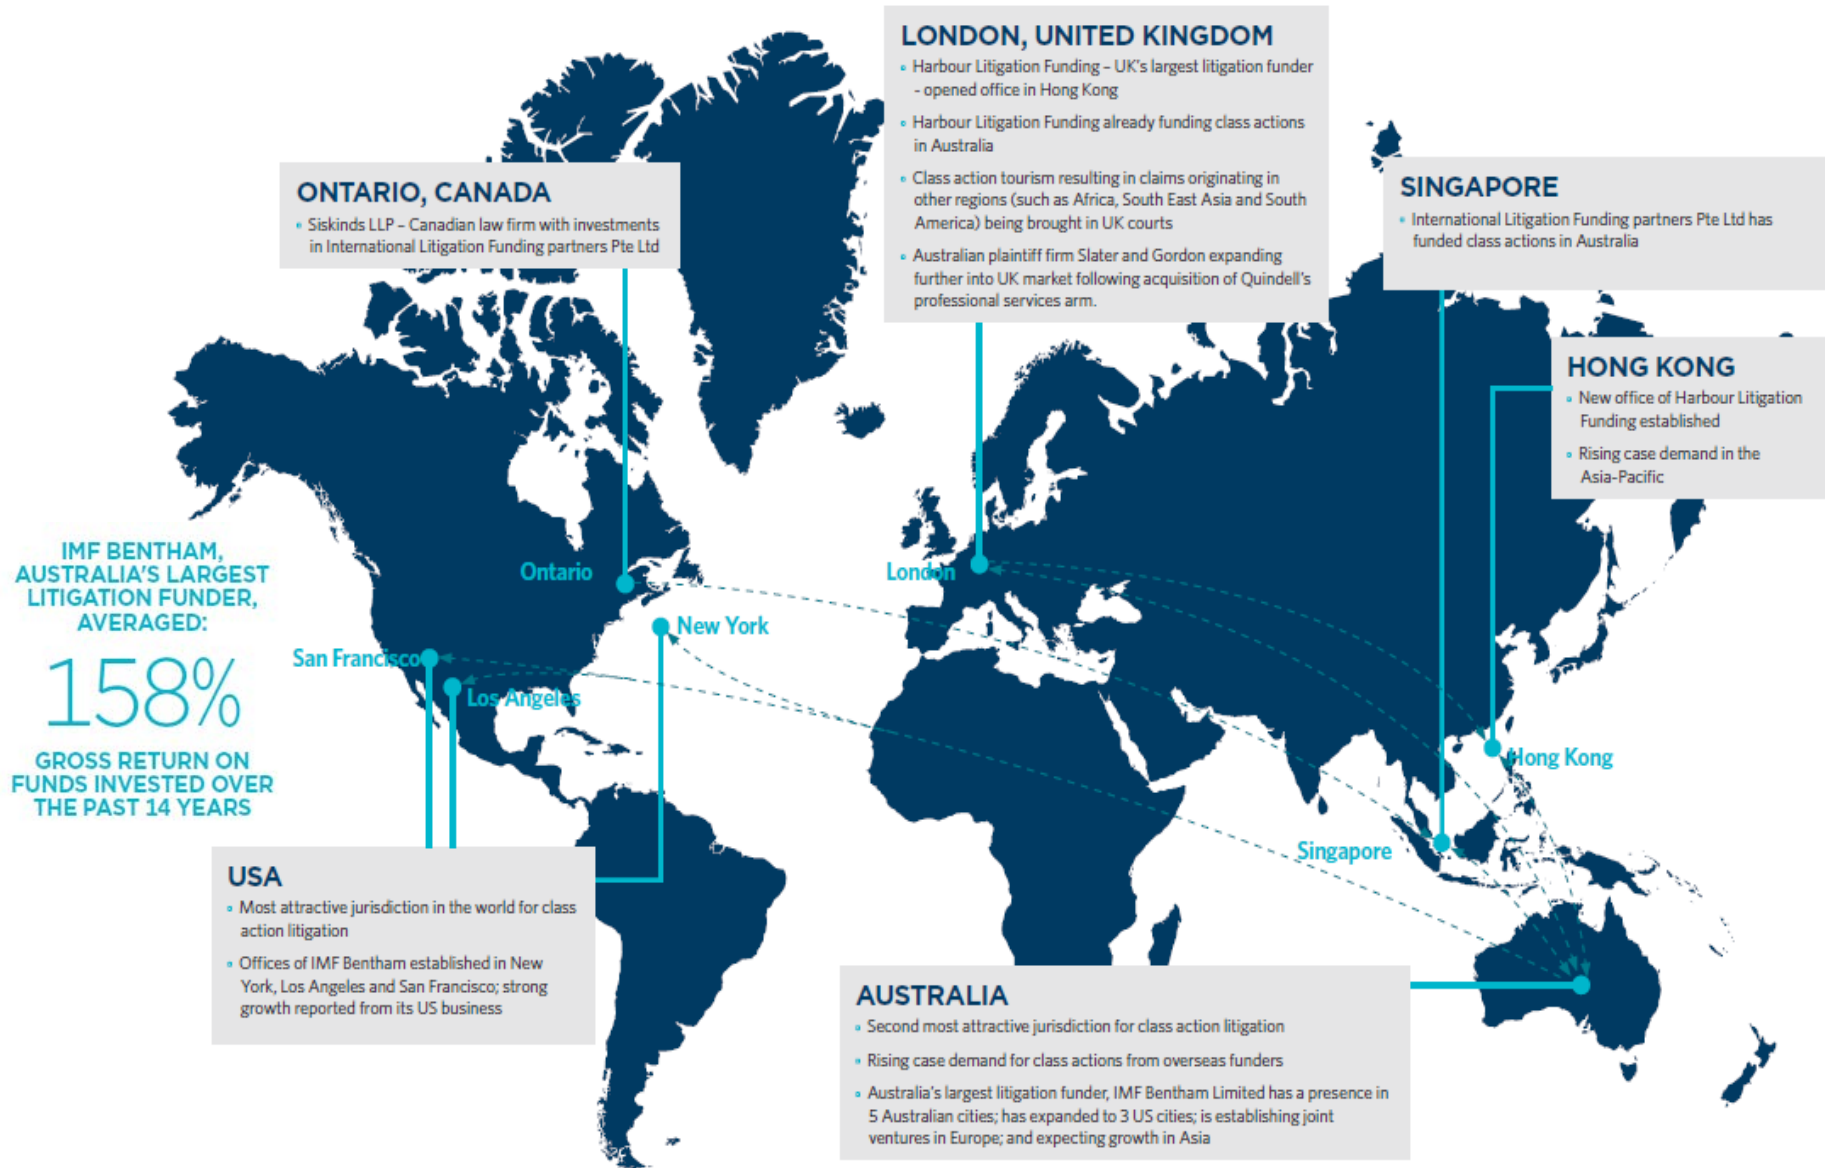 LONDON, UNITED KINGDOM
• Harbour Litigation Funding – UK's largest litigation funder
- opened office in Hong Kong
• Harbour Litigation Funding already funding class actions
in Australia
• Class action tourism resulting in claims originating in
other regions (such as Africa, South East Asia and South
America) being brought in UK courts
• Australian plaintiff firm Slater and Gordon expanding
further into UK market following acquisition of Quindell's
professional services arm.
ONTARIO, CANADA
• Siskinds LLP – Canadian law firm with investments
in International Litigation Funding partners Pte Ltd
SINGAPORE
• International Litigation Funding partners Pte Ltd has
funded class actions in Australia
HONG KONG
• New office of Harbour Litigation
Funding established
• Rising case demand in the
Asia-Pacific
IMF BENTHAM,
AUSTRALIA'S LARGEST
LITIGATION FUNDER,
AVERAGED:
158%
GROSS RETURN ON
FUNDS INVESTED OVER
THE PAST 14 YEARS
Ontario
London
New York
San Francisco
Los Angeles
Hong Kong
Singapore
USA
• Most attractive jurisdiction in the world for class
action litigation
• Offices of IMF Bentham established in New
York, Los Angeles and San Francisco; strong
growth reported from its US business
AUSTRALIA
• Second most attractive jurisdiction for class action litigation
• Rising case demand for class actions from overseas funders
• Australia's largest litigation funder, IMF Bentham Limited has a presence in
5 Australian cities; has expanded to 3 US cities; is establishing joint
ventures in Europe; and expecting growth in Asia